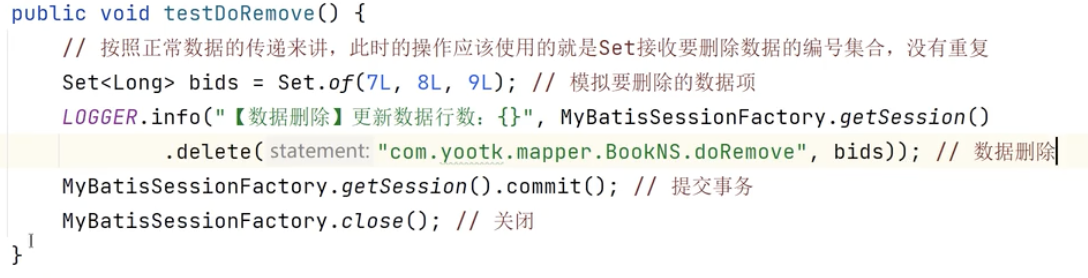 public void testDoRemove() {
// 按照正常数据的传递来讲，此时的操作应该使用的就是Set接收要删除数据的编号集合，没有重复
Set<Long> bids = Set.of(7L, 8L, 9L); // 模拟要删除的数据项
LOGGER.info("【数据删除】更新数据行数：{}", MyBatisSessionFactory.getSession()
.delete( statement: "com.yootk.mapper.BookNS.doRemove", bids)); // 数据删除
MyBatisSessionFactory.getSession().commit(); // 提交事务
MyBatisSessionFactory.close(); // 关闭
}